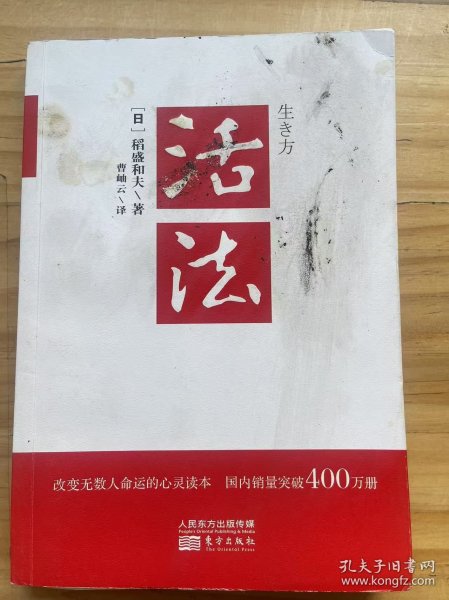 生き方
活法
[日]稻盛和夫\著
曹岫云\译
改变无数人命运的心灵读本 国内销量突破400万册
人民东方出版传媒
People's Oriental Publishing & Media
东方出版社
The Oriental Press
孔夫子旧书网
www.kongfz.com